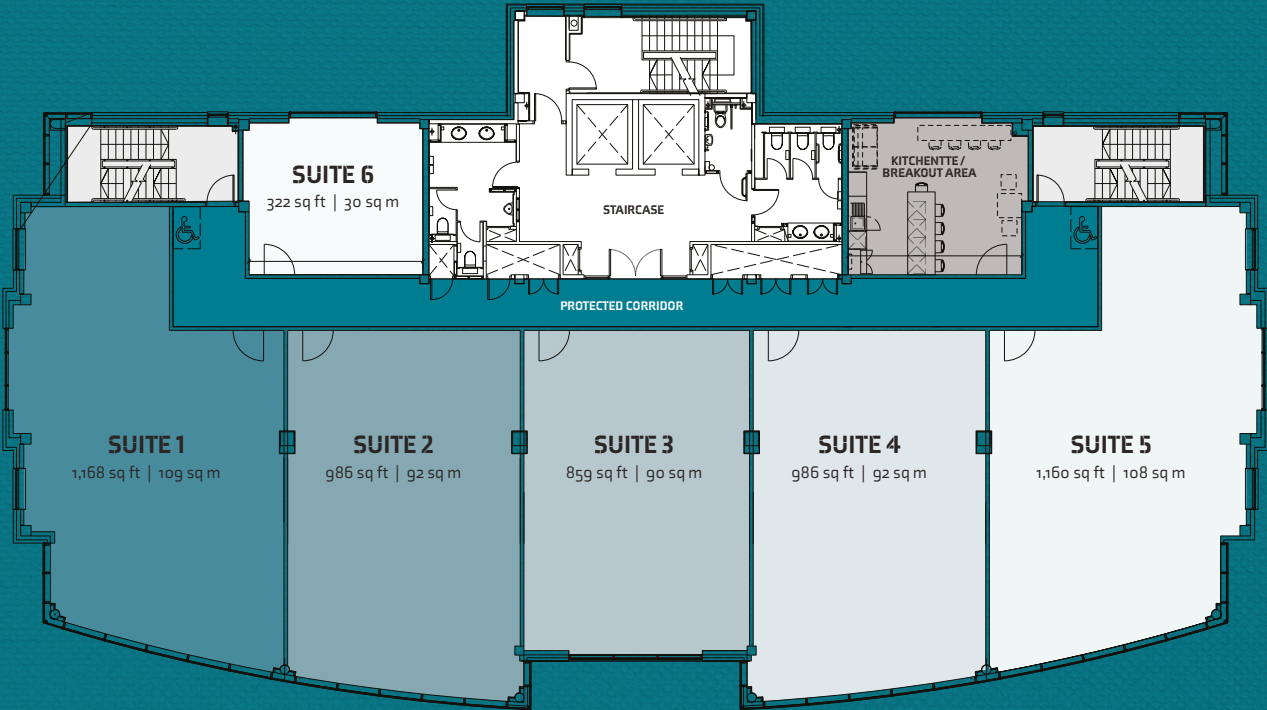 SUITE 6
322 sq ft | 30 sq m
KITCHENTTE /
BREAKOUT AREA
STAIRCASE
PROTECTED CORRIDOR
SUITE 1
1,168 sq ft | 109 sq m
SUITE 2
986 sq ft | 92 sq m
SUITE 3
859 sq ft | 90 sq m
SUITE 4
986 sq ft | 92 sq m
SUITE 5
1,160 sq ft | 108 sq m